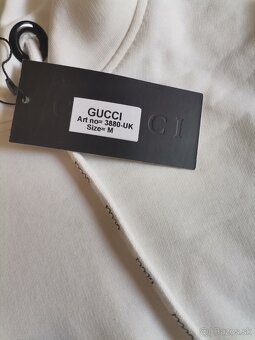 GUCCI
Art no= 3880-UK
Size= M
C I